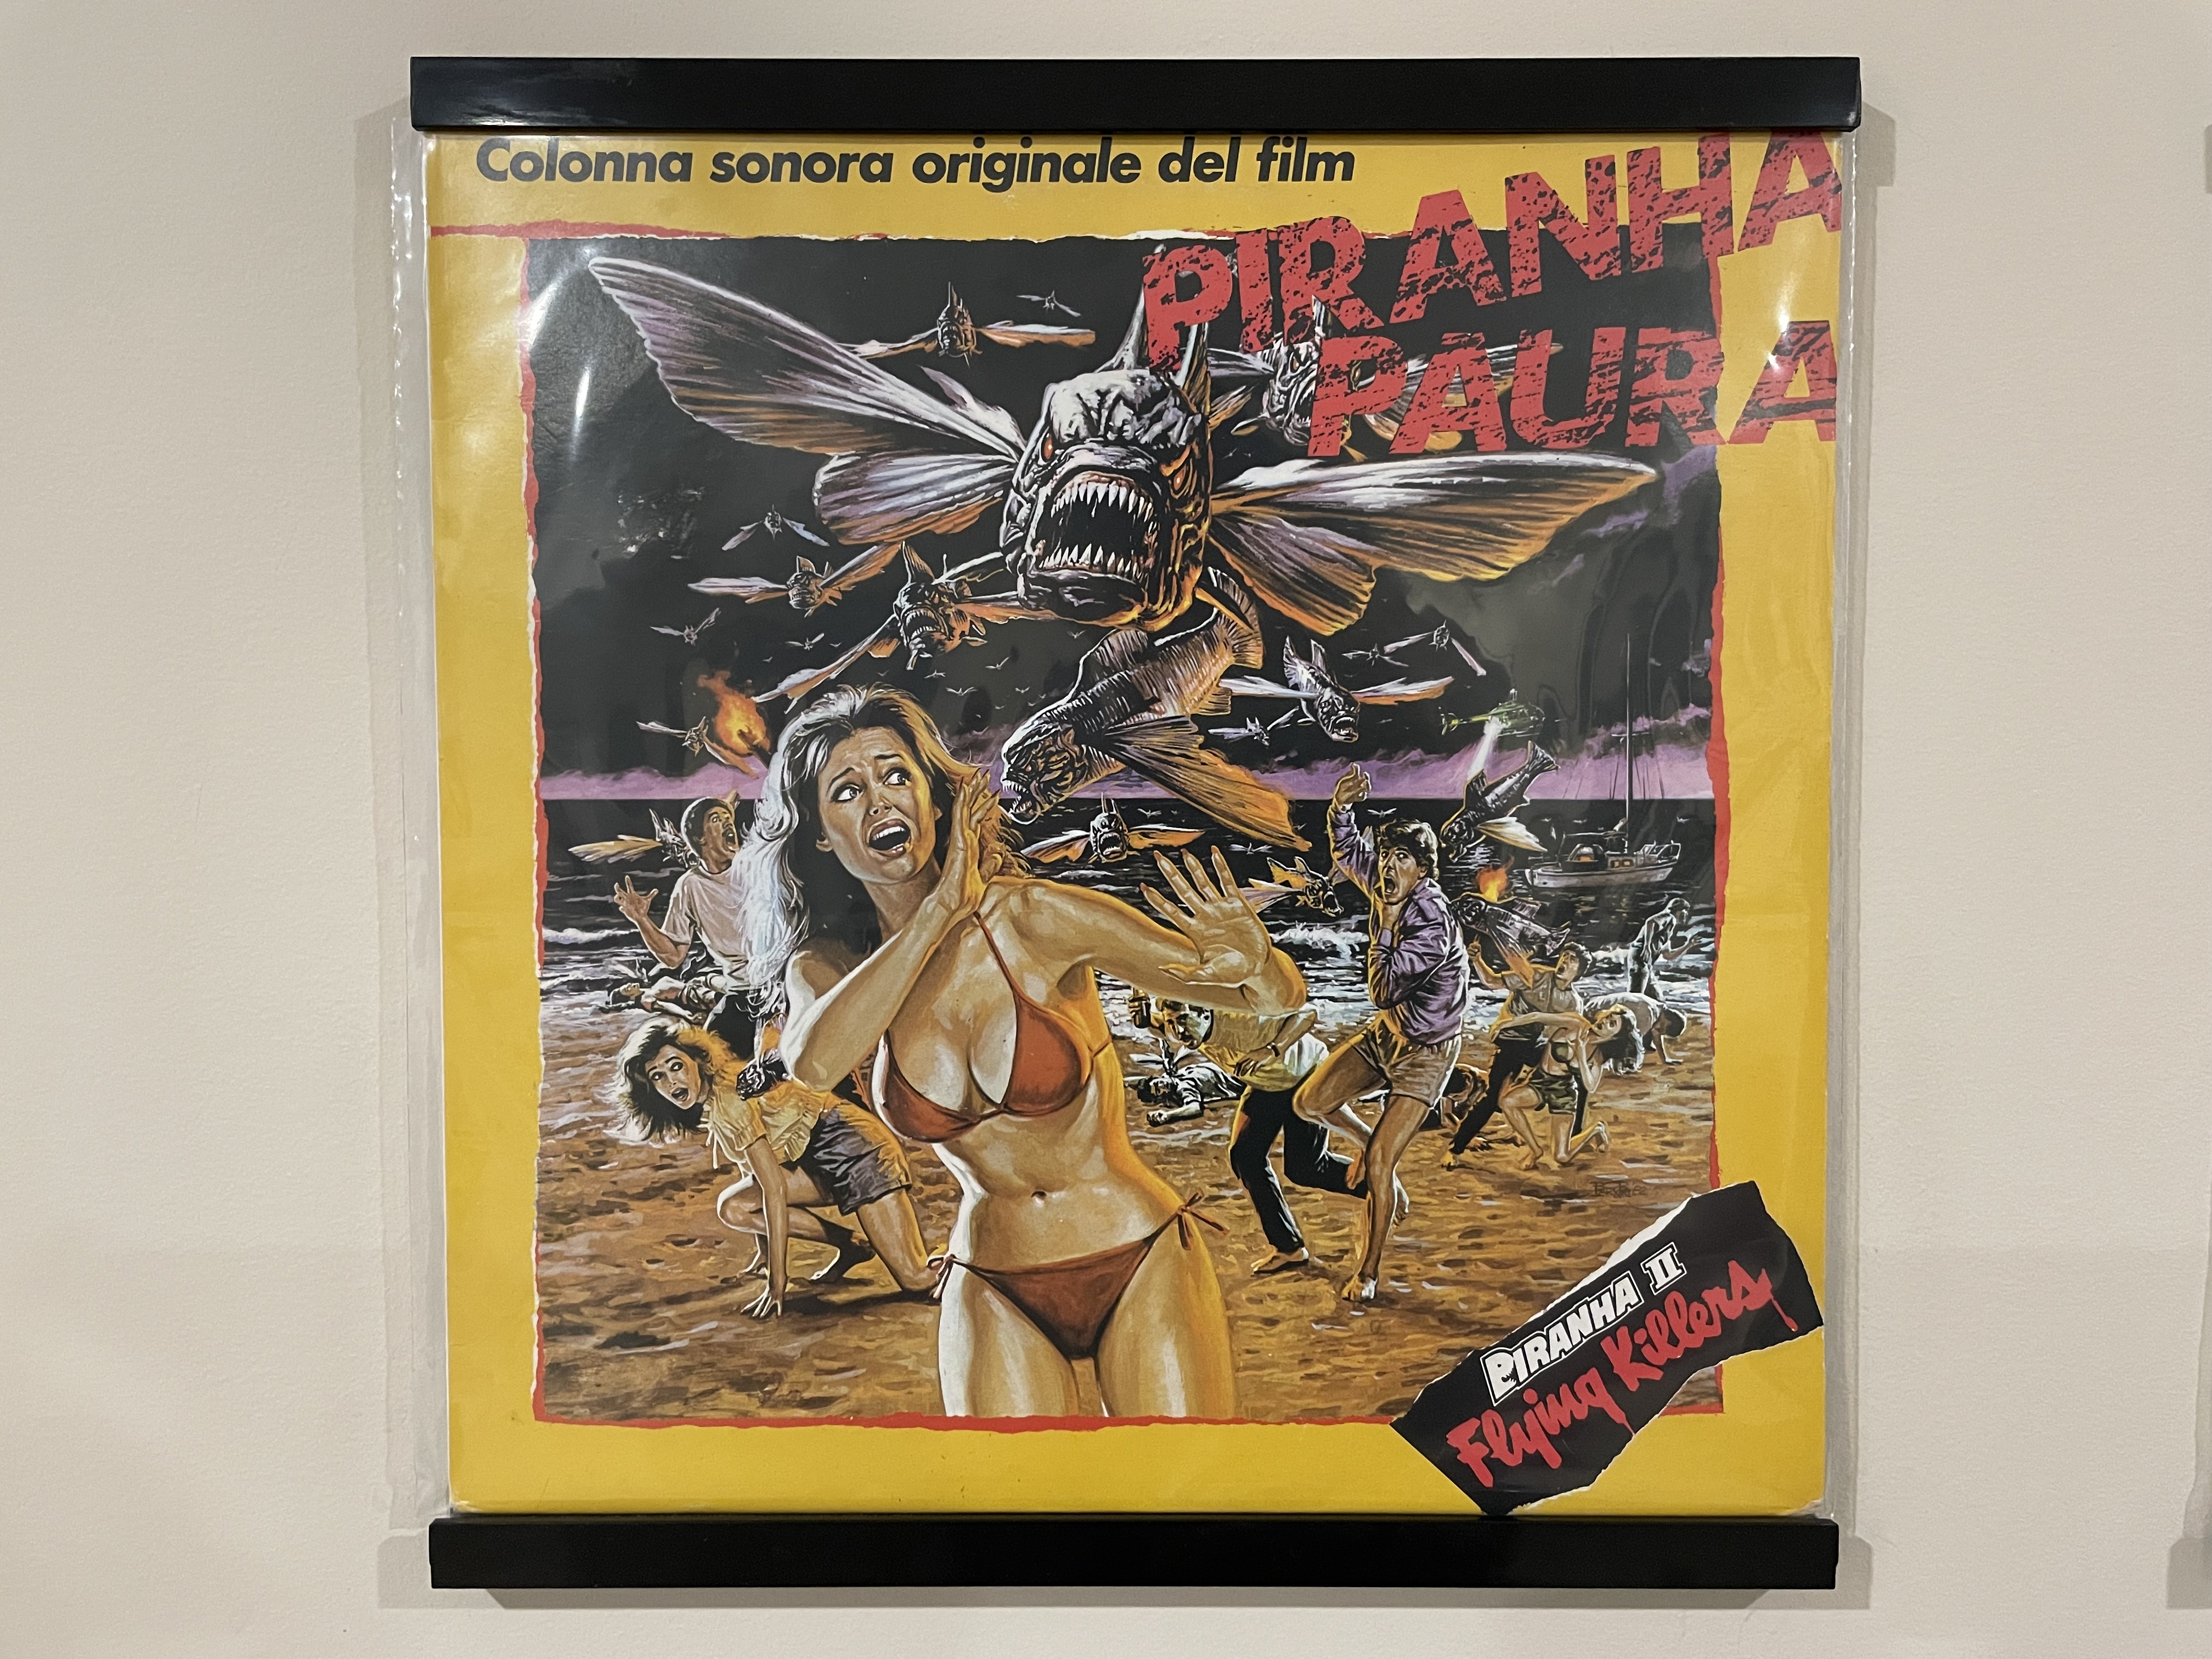 Colonna sonora originale del film
PIRANHA
PAURA
PIRANHA II
Flying Killers